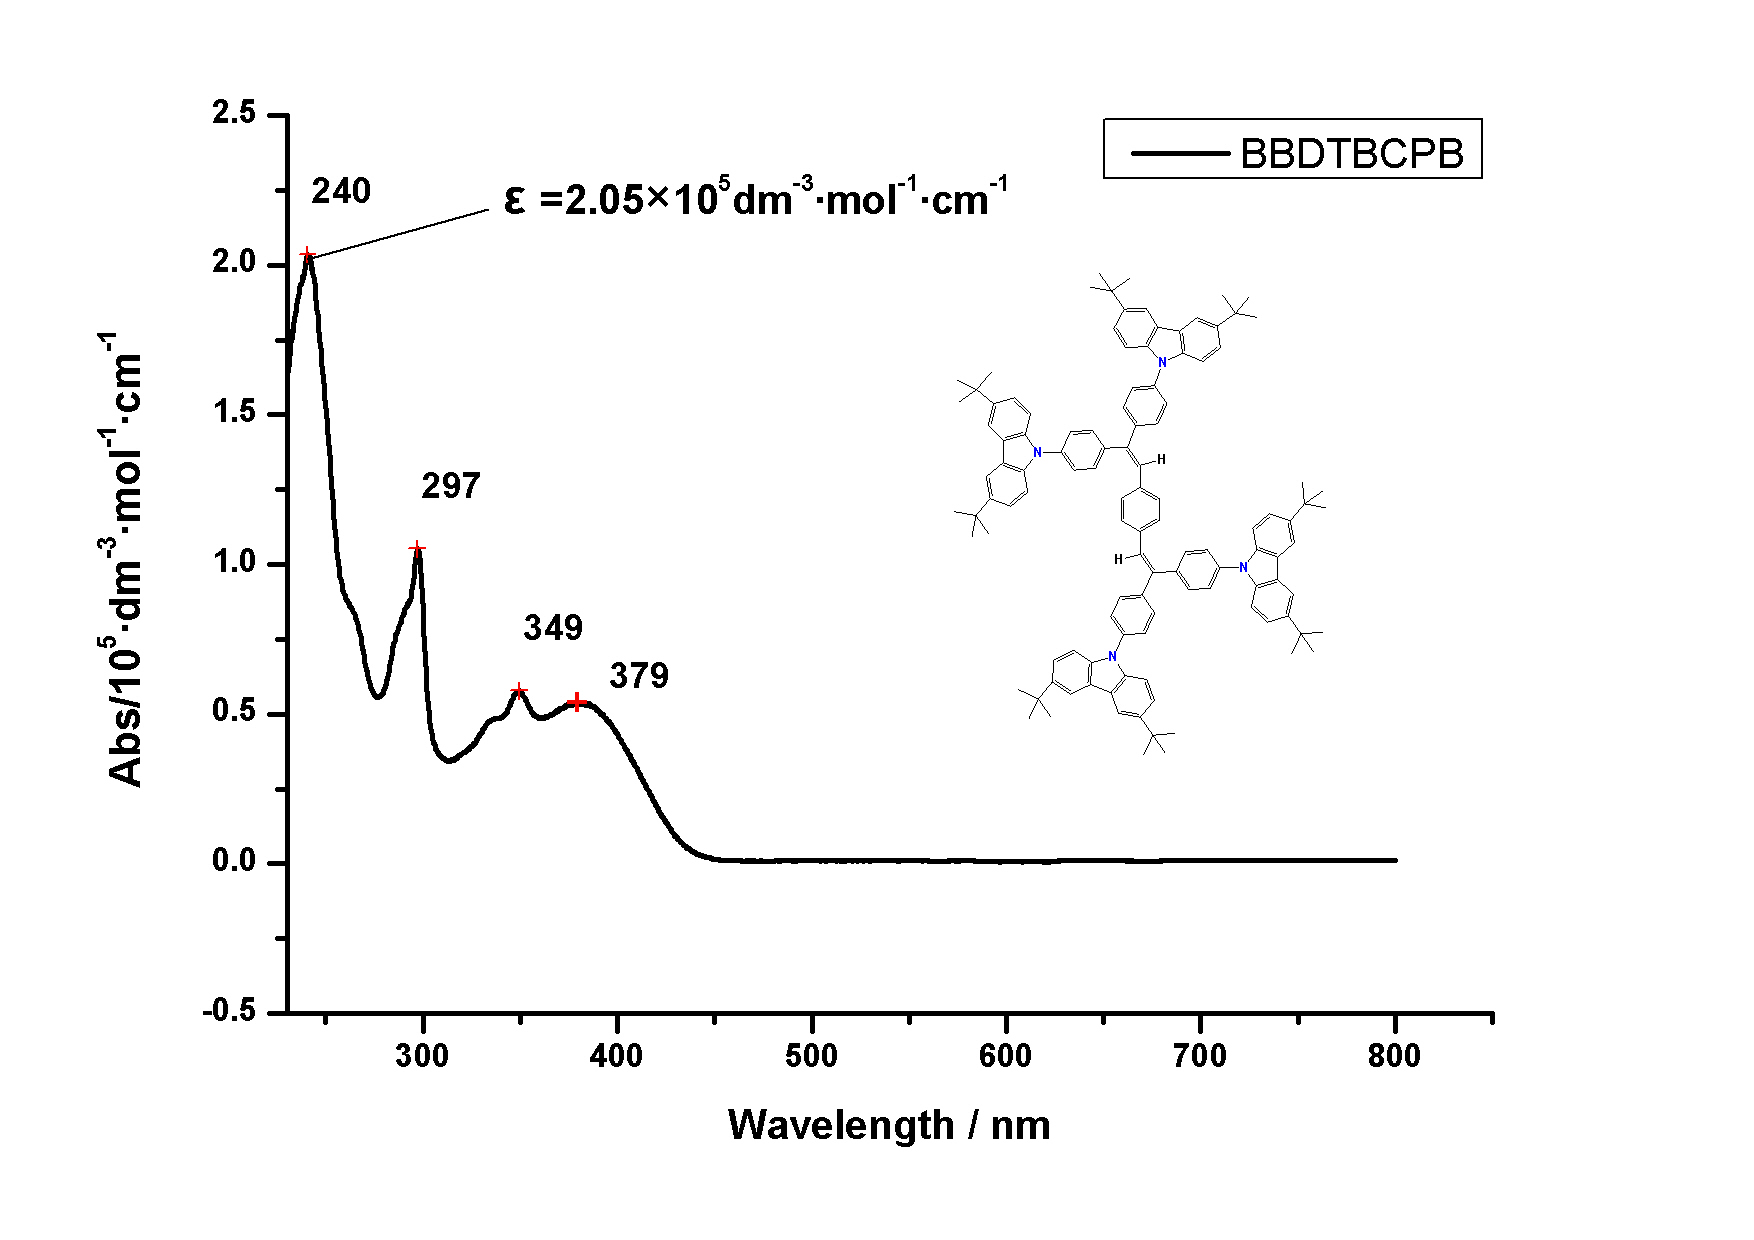 BBDTBCPB
ε =2.05×10⁵dm⁻³·mol⁻¹·cm⁻¹
240
297
349
379
Abs/10⁵·dm⁻³·mol⁻¹·cm⁻¹
2.5
2.0
1.5
1.0
0.5
0.0
-0.5
N
N
H
H
N
N
300 400 500 600 700 800
Wavelength / nm